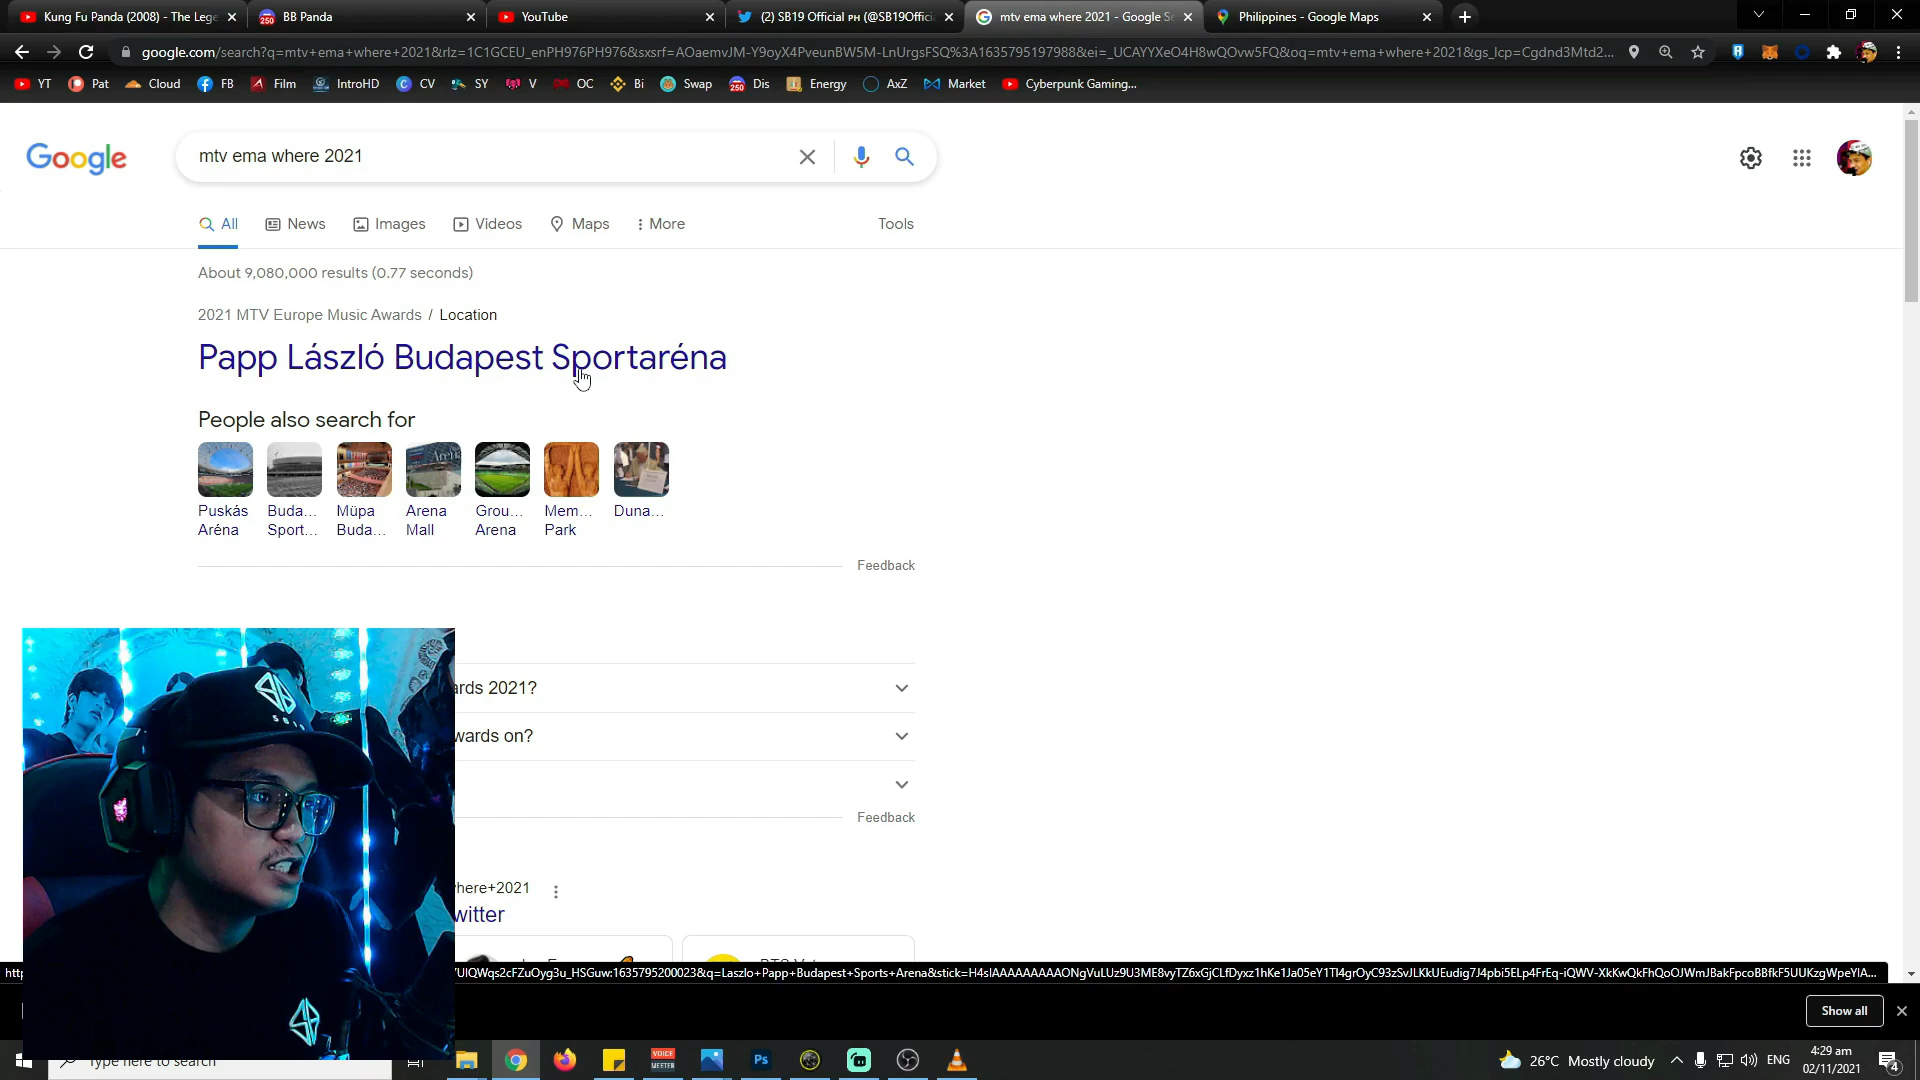 Kung Fu Panda (2008) - The Lege
BB Panda
YouTube
(2) SB19 Official ᴘʜ (@SB19Offici
mtv ema where 2021 - Google Se
Philippines - Google Maps
google.com/search?q=mtv+ema+where+2021&rlz=1C1GCEU_enPH976PH976&sxsrf=AOaemvJM-Y9oyX4PveunBW5M-LnUrgsFSQ%3A1635795197988&ei=_UCAYYXeO4H8wQOvw5FQ&oq=mtv+ema+where+2021&gs_lcp=Cgdnd3Mtd2...
YT
Pat
Cloud
FB
Film
IntroHD
CV
SY
V
OC
Bi
Swap
Dis
Energy
AxZ
Market
Cyberpunk Gaming...
Google
mtv ema where 2021
All
News
Images
Videos
Maps
More
Tools
About 9,080,000 results (0.77 seconds)
2021 MTV Europe Music Awards / Location
Papp László Budapest Sportaréna
People also search for
Puskás Aréna
Buda... Sport...
Müpa Buda...
Arena Mall
Grou... Arena
Mem... Park
Duna...
Feedback
ards 2021?
wards on?
Feedback
here+2021
witter
Show all
Type here to search
VOICE MEETER
Ps
26°C Mostly cloudy
ENG
4:29 am
02/11/2021
4